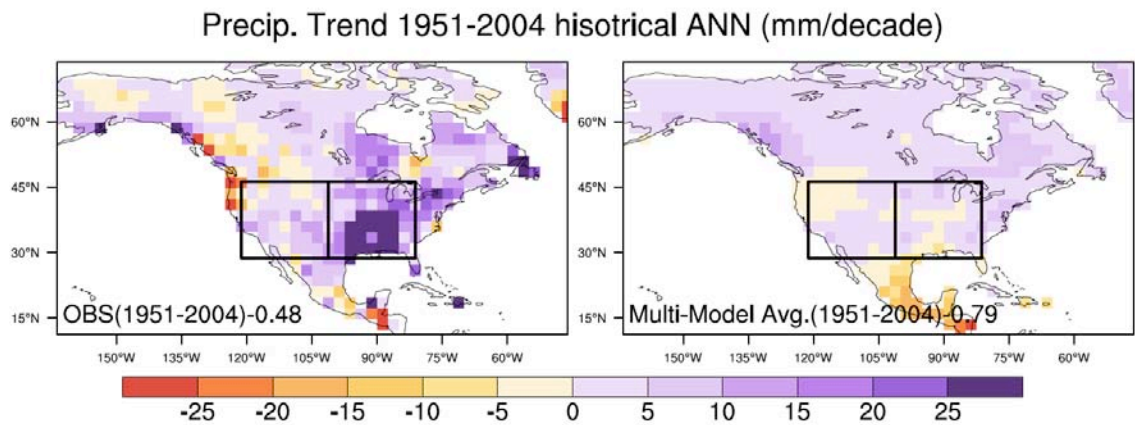 Precip. Trend 1951-2004 hisotrical ANN (mm/decade)
60°N
45°N
30°N
15°N
OBS(1951-2004)-0.48
150°W 135°W 120°W 105°W 90°W 75°W 60°W
60°N
45°N
30°N
15°N
Multi-Model Avg.(1951-2004)-0.79
150°W 135°W 120°W 105°W 90°W 75°W 60°W
-25 -20 -15 -10 -5 0 5 10 15 20 25